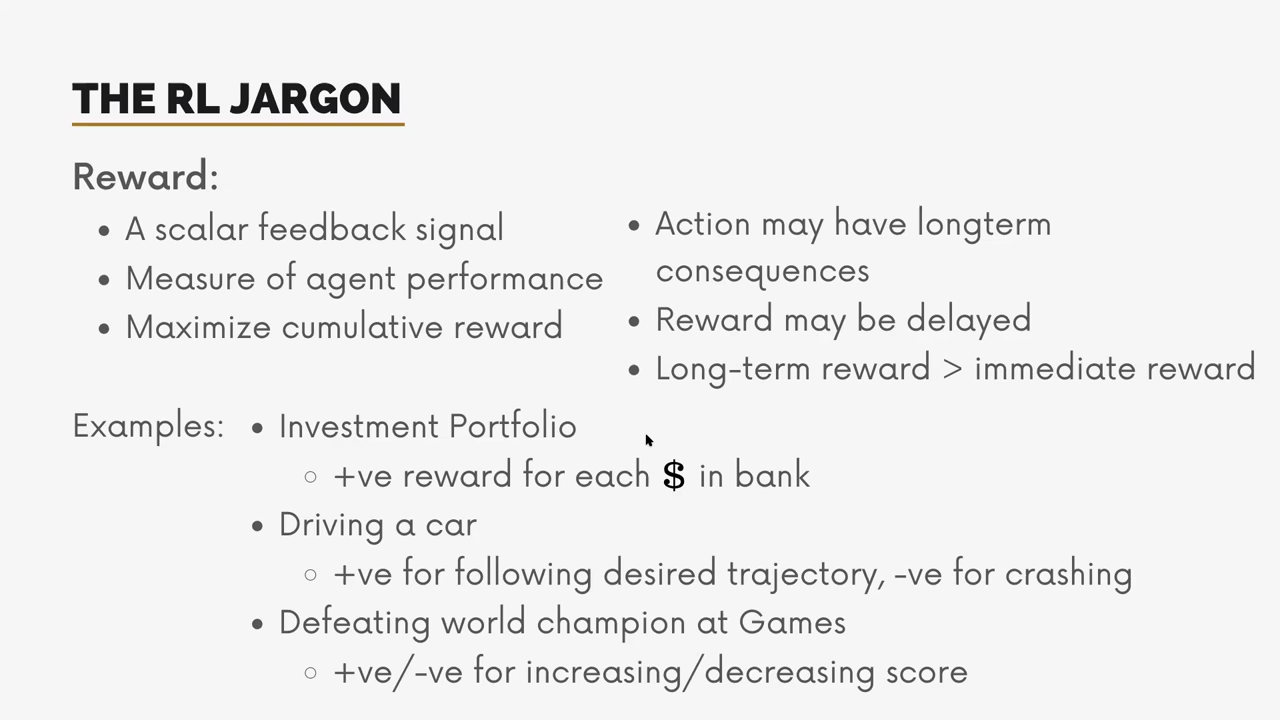 THE RL JARGON
Reward:
• A scalar feedback signal
• Measure of agent performance
• Maximize cumulative reward
• Action may have longterm
consequences
• Reward may be delayed
• Long-term reward > immediate reward
Examples:
• Investment Portfolio
○ +ve reward for each $ in bank
• Driving a car
○ +ve for following desired trajectory, -ve for crashing
• Defeating world champion at Games
○ +ve/-ve for increasing/decreasing score